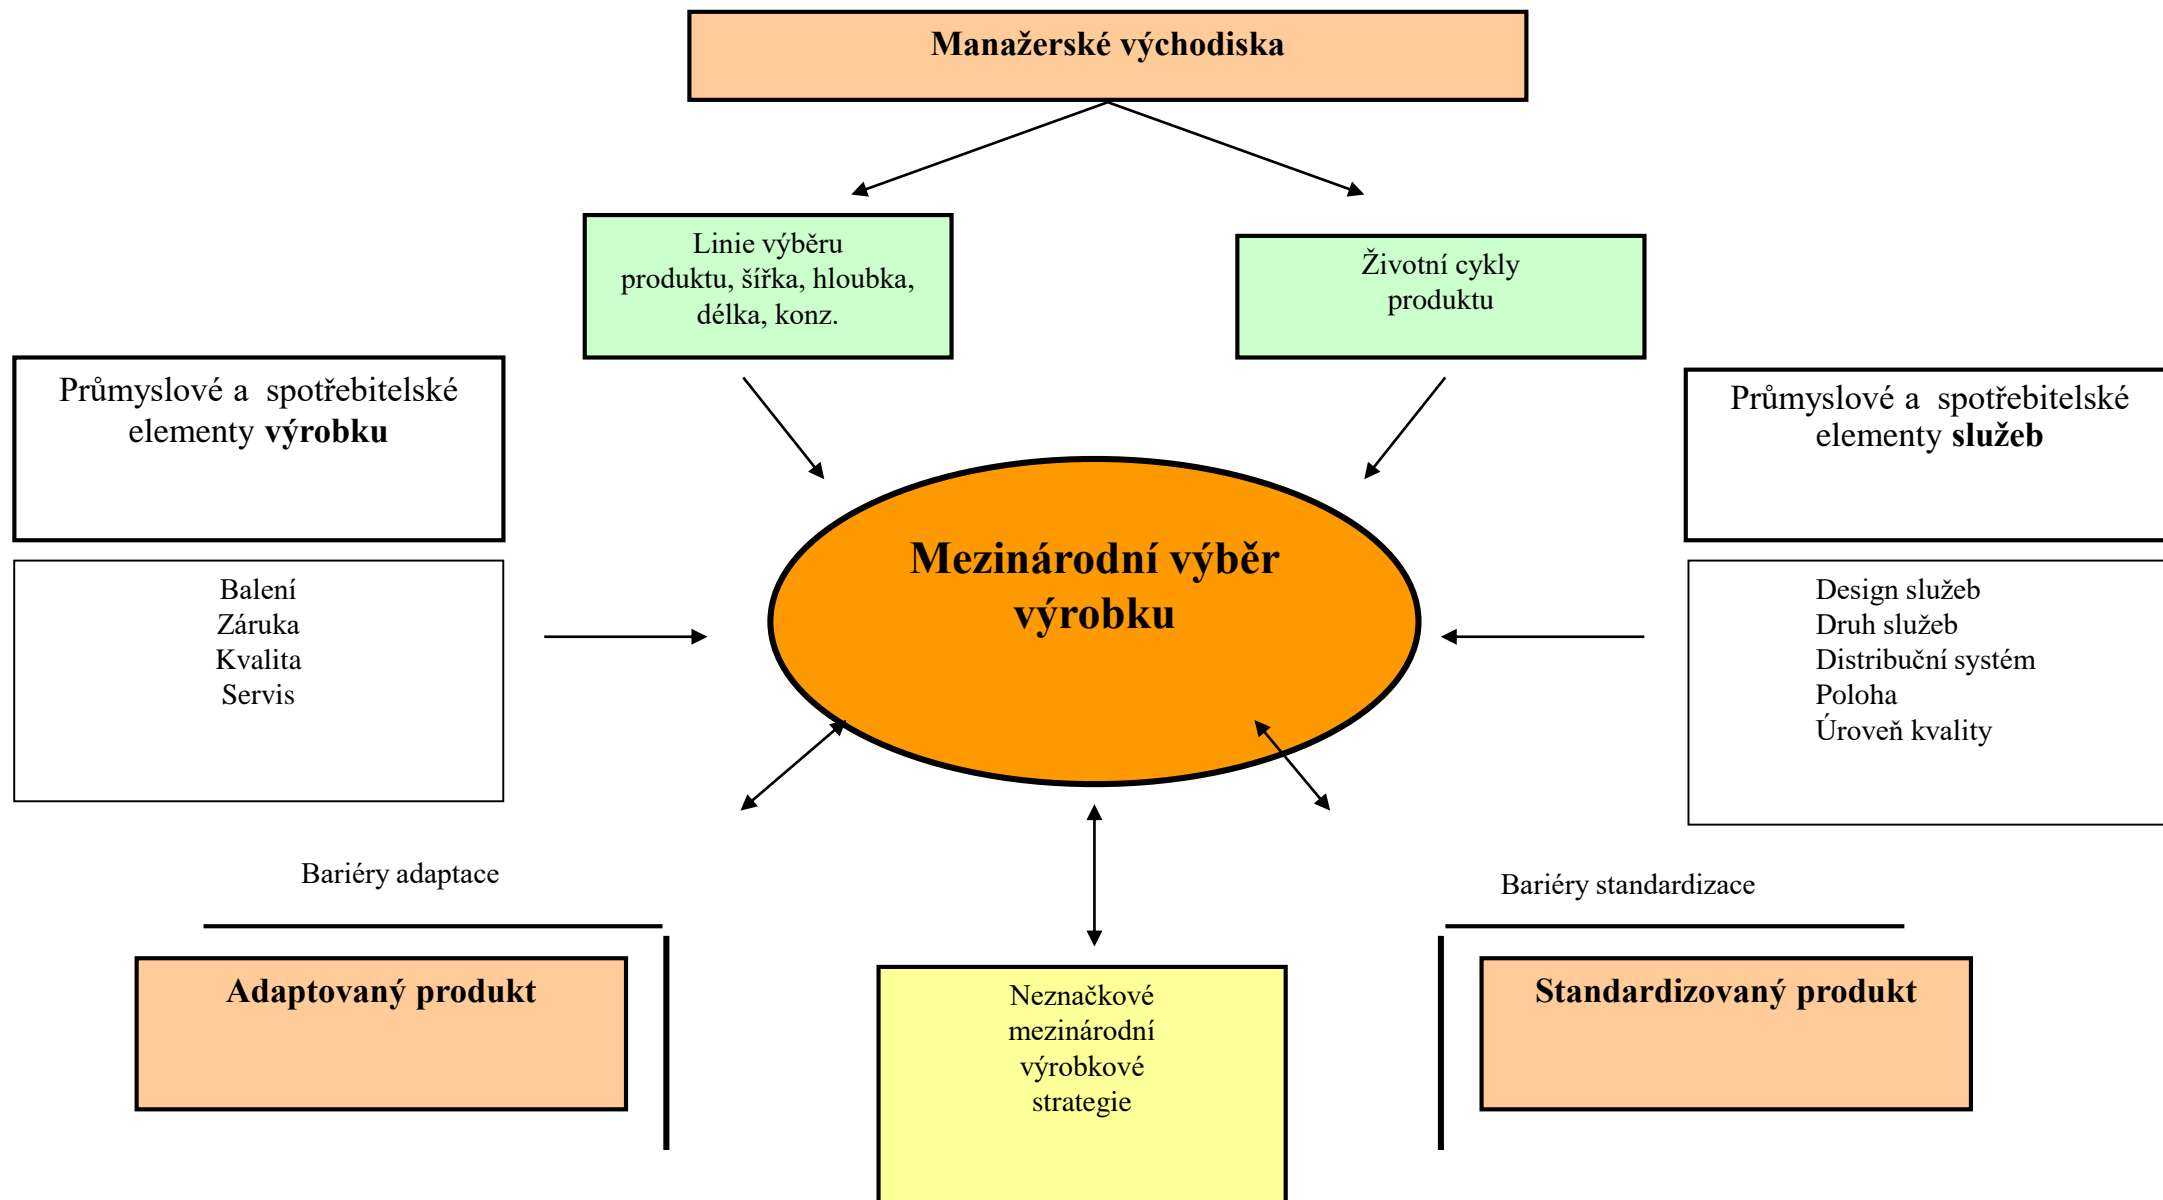 Manažerské východiska
Linie výběru
produktu, šířka, hloubka,
délka, konz.
Životní cykly
produktu
Průmyslové a  spotřebitelské
elementy výrobku
Průmyslové a  spotřebitelské
elementy služeb
Mezinárodní výběr
výrobku
Balení
Záruka
Kvalita
Servis
Design služeb
Druh služeb
Distribuční systém
Poloha
Úroveň kvality
Bariéry adaptace
Bariéry standardizace
Adaptovaný produkt
Neznačkové
mezinárodní
výrobkové
strategie
Standardizovaný produkt